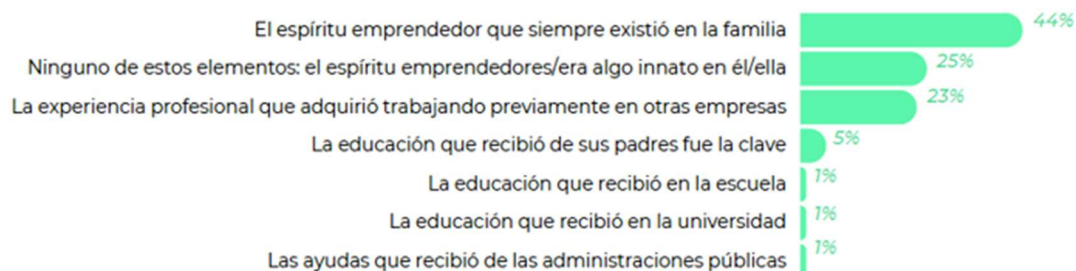 El espíritu emprendedor que siempre existió en la familia 44%
Ninguno de estos elementos: el espíritu emprendedores/era algo innato en él/ella 25%
La experiencia profesional que adquirió trabajando previamente en otras empresas 23%
La educación que recibió de sus padres fue la clave 5%
La educación que recibió en la escuela 1%
La educación que recibió en la universidad 1%
Las ayudas que recibió de las administraciones públicas 1%